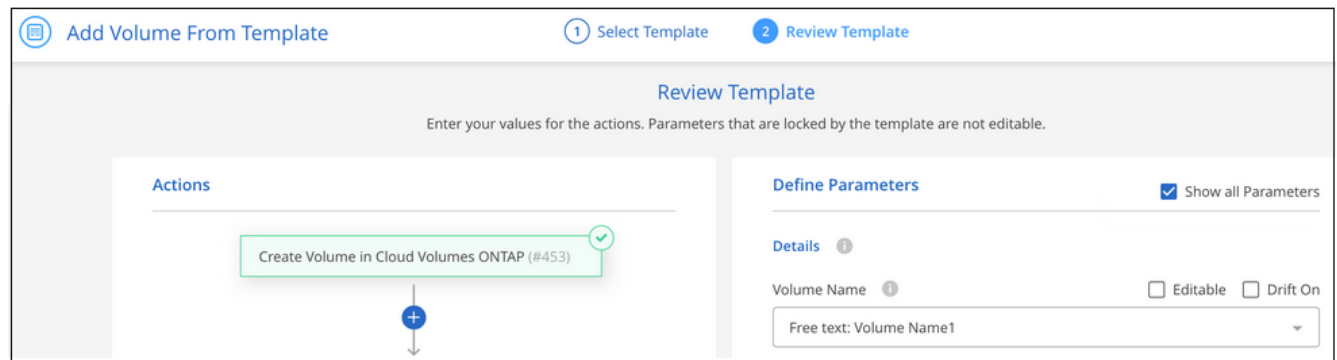 Add Volume From Template
1 Select Template
2 Review Template
Review Template
Enter your values for the actions. Parameters that are locked by the template are not editable.
Actions
Create Volume in Cloud Volumes ONTAP (#453)
Define Parameters
Show all Parameters
Details
Volume Name
Editable
Drift On
Free text: Volume Name1